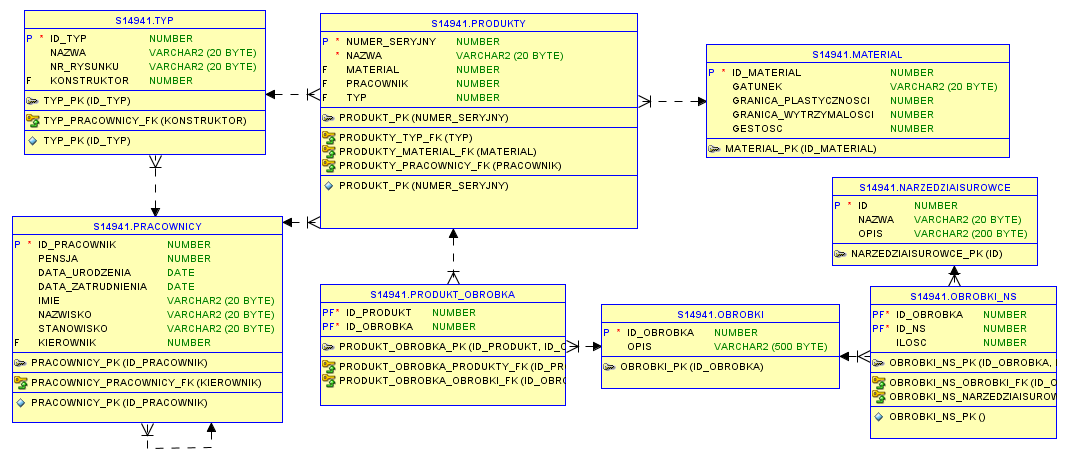 S14941.TYP
P * ID_TYP NUMBER
NAZWA VARCHAR2 (20 BYTE)
NR_RYSUNKU VARCHAR2 (20 BYTE)
F KONSTRUKTOR NUMBER
TYP_PK (ID_TYP)
TYP_PRACOWNICY_FK (KONSTRUKTOR)
TYP_PK (ID_TYP)
S14941.PRODUKTY
P * NUMER_SERYJNY NUMBER
* NAZWA VARCHAR2 (20 BYTE)
F MATERIAL NUMBER
F PRACOWNIK NUMBER
F TYP NUMBER
PRODUKT_PK (NUMER_SERYJNY)
PRODUKTY_TYP_FK (TYP)
PRODUKTY_MATERIAL_FK (MATERIAL)
PRODUKTY_PRACOWNICY_FK (PRACOWNIK)
PRODUKT_PK (NUMER_SERYJNY)
S14941.MATERIAL
P * ID_MATERIAL NUMBER
GATUNEK VARCHAR2 (20 BYTE)
GRANICA_PLASTYCZNOSCI NUMBER
GRANICA_WYTRZYMALOSCI NUMBER
GESTOSC NUMBER
MATERIAL_PK (ID_MATERIAL)
S14941.NARZEDZIAISUROWCE
P * ID NUMBER
NAZWA VARCHAR2 (20 BYTE)
OPIS VARCHAR2 (200 BYTE)
NARZEDZIAISUROWCE_PK (ID)
S14941.PRACOWNICY
P * ID_PRACOWNIK NUMBER
PENSJA NUMBER
DATA_URODZENIA DATE
DATA_ZATRUDNIENIA DATE
IMIE VARCHAR2 (20 BYTE)
NAZWISKO VARCHAR2 (20 BYTE)
STANOWISKO VARCHAR2 (20 BYTE)
F KIEROWNIK NUMBER
PRACOWNICY_PK (ID_PRACOWNIK)
PRACOWNICY_PRACOWNICY_FK (KIEROWNIK)
PRACOWNICY_PK (ID_PRACOWNIK)
S14941.PRODUKT_OBROBKA
PF* ID_PRODUKT NUMBER
PF* ID_OBROBKA NUMBER
PRODUKT_OBROBKA_PK (ID_PRODUKT, ID_O
PRODUKT_OBROBKA_PRODUKTY_FK (ID_PR
PRODUKT_OBROBKA_OBROBKI_FK (ID_OBRO
S14941.OBROBKI
P * ID_OBROBKA NUMBER
OPIS VARCHAR2 (500 BYTE)
OBROBKI_PK (ID_OBROBKA)
S14941.OBROBKI_NS
PF* ID_OBROBKA NUMBER
PF* ID_NS NUMBER
ILOSC NUMBER
OBROBKI_NS_PK (ID_OBROBKA,
OBROBKI_NS_OBROBKI_FK (ID_O
OBROBKI_NS_NARZEDZIAISUROW
OBROBKI_NS_PK ()